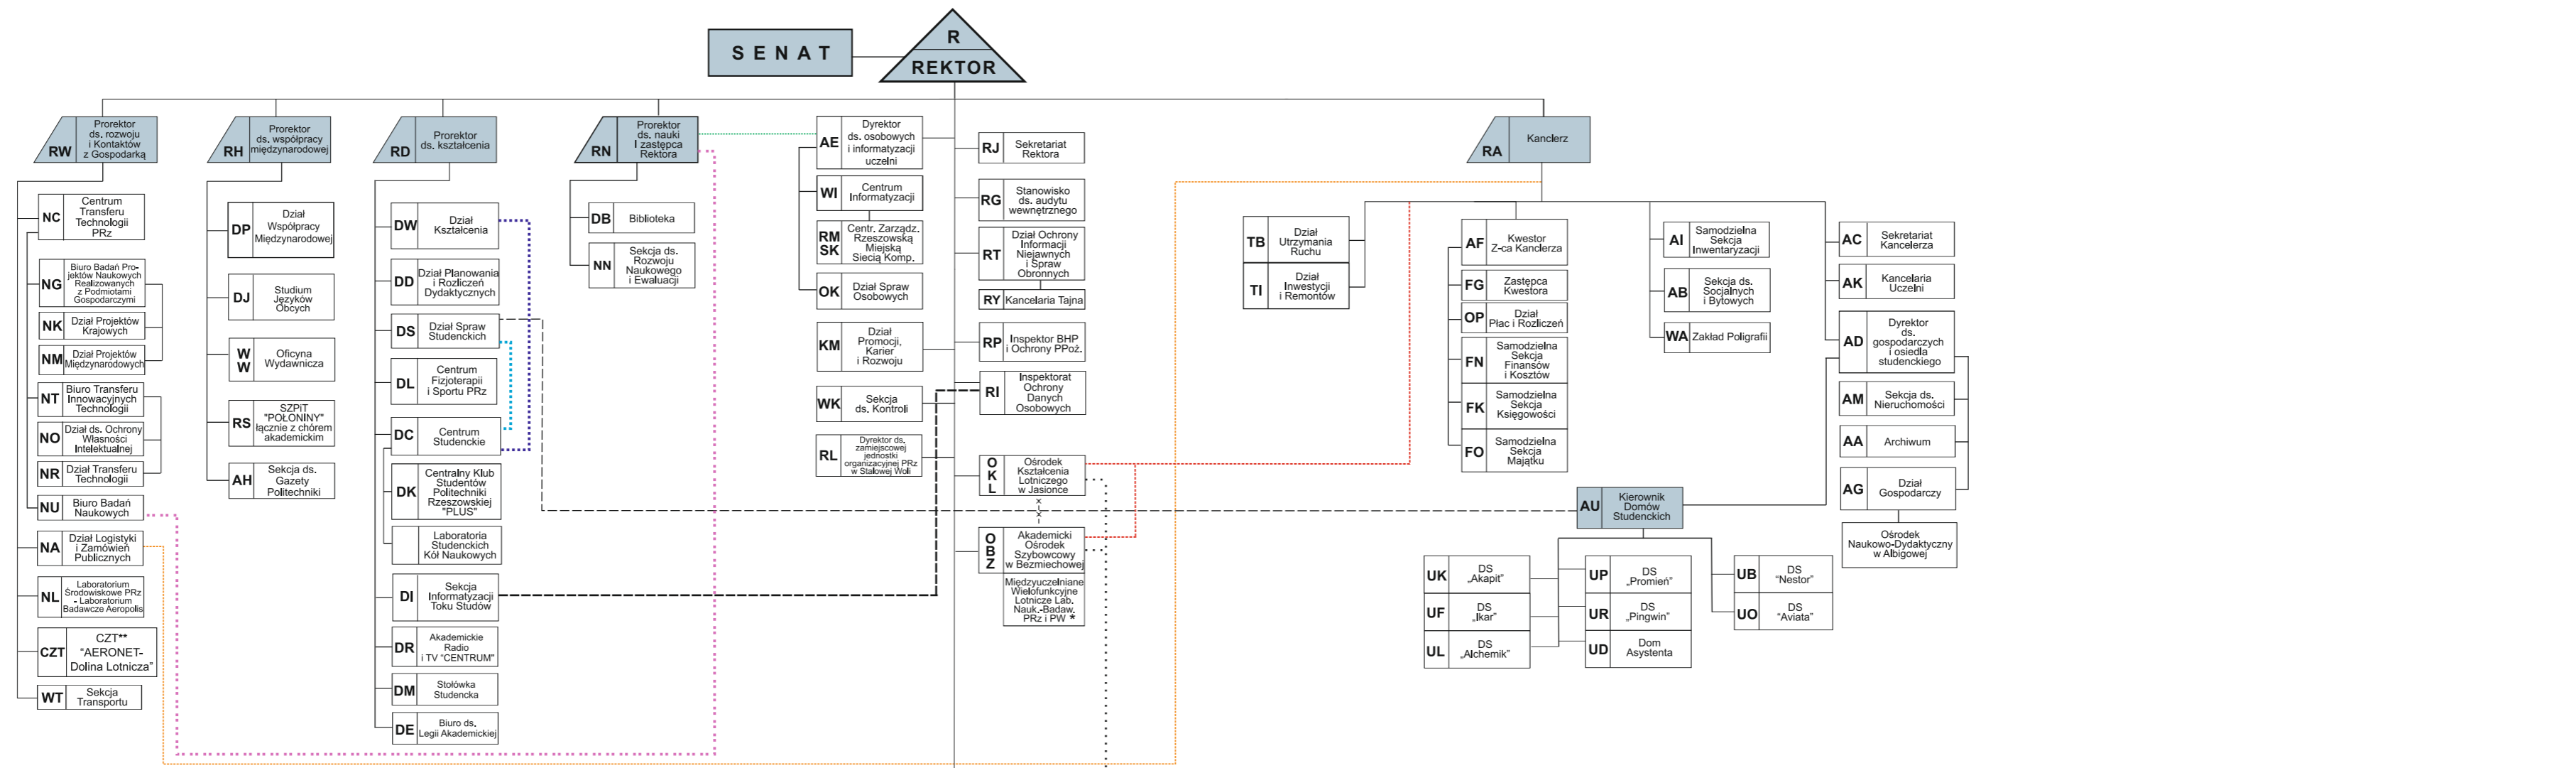 S E N A T
R
REKTOR
RW
Prorektor
ds. rozwoju
i Kontaktów
z Gospodarką
RH
Prorektor
ds. współpracy
międzynarodowej
RD
Prorektor
ds. kształcenia
RN
Prorektor
ds. nauki
I zastępca
Rektora
RA
Kanclerz
NC
Centrum
Transferu
Technologii
PRz
NG
Biuro Badań Pro-
jektów Naukowych
Realizowanych
z Podmiotami
Gospodarczymi
NK
Dział Projektów
Krajowych
NM
Dział Projektów
Międzynarodowych
NT
Biuro Transferu
Innowacyjnych
Technologii
NO
Dział ds. Ochrony
Własności
Intelektualnej
NR
Dział Transferu
Technologii
NU
Biuro Badań
Naukowych
NA
Dział Logistyki
i Zamówień
Publicznych
NL
Laboratorium
Środowiskowe PRz
- Laboratorium
Badawcze Aeropolis
CZT
CZT**
“AERONET-
Dolina Lotnicza”
WT
Sekcja
Transportu
DP
Dział
Współpracy
Międzynarodowej
DJ
Studium
Języków
Obcych
W
W
Oficyna
Wydawnicza
RS
SZPiT
"POŁONINY"
łącznie z chórem
akademickim
AH
Sekcja ds.
Gazety
Politechniki
DW
Dział
Kształcenia
DD
Dział Planowania
i Rozliczeń
Dydaktycznych
DS
Dział Spraw
Studenckich
DL
Centrum
Fizjoterapii
i Sportu PRz
DC
Centrum
Studenckie
DK
Centralny Klub
Studentów
Politechniki
Rzeszowskiej
"PLUS"
Laboratoria
Studenckich
Kół Naukowych
DI
Sekcja
Informatyzacji
Toku Studów
DR
Akademickie
Radio
i TV “CENTRUM”
DM
Stołówka
Studencka
DE
Biuro ds.
Legii Akademickiej
DB
Biblioteka
NN
Sekcja ds.
Rozwoju
Naukowego
i Ewaluacji
AE
Dyrektor
ds. osobowych
i informatyzacji
uczelni
WI
Centrum
Informatyzacji
RM
SK
Centr. Zarządz.
Rzeszowską
Miejską
Siecią Komp.
OK
Dział Spraw
Osobowych
KM
Dział
Promocji,
Karier
i Rozwoju
WK
Sekcja
ds. Kontroli
RL
Dyrektor ds.
zamiejscowej
jednostki
organizacyjnej PRz
w Stalowej Woli
RJ
Sekretariat
Rektora
RG
Stanowisko
ds. audytu
wewnętrznego
RT
Dział Ochrony
Informacji
Niejawnych
i Spraw
Obronnych
RY
Kancelaria Tajna
RP
Inspektor BHP
i Ochrony PPoż.
RI
Inspektorat
Ochrony
Danych
Osobowych
O
K
L
Ośrodek
Kształcenia
Lotniczego
w Jasionce
x
x
O
B
Z
Akademicki
Ośrodek
Szybowcowy
w Bezmiechowej
Międzyuczelniane
Wielofunkcyjne
Lotnicze Lab.
Nauk.-Badaw.
PRz i PW *
TB
Dział
Utrzymania
Ruchu
TI
Dział
Inwestycji
i Remontów
AF
Kwestor
Z-ca Kanclerza
FG
Zastępca
Kwestora
OP
Dział
Płac i Rozliczeń
FN
Samodzielna
Sekcja
Finansów
i Kosztów
FK
Samodzielna
Sekcja
Księgowości
FO
Samodzielna
Sekcja
Majątku
AI
Samodzielna
Sekcja
Inwentaryzacji
AB
Sekcja ds.
Socjalnych
i Bytowych
WA
Zakład Poligrafii
AC
Sekretariat
Kancelerza
AK
Kancelaria
Uczelni
AD
Dyrektor
ds.
gospodarczych
i osiedla
studenckiego
AM
Sekcja ds.
Nieruchomości
AA
Archiwum
AG
Dział
Gospodarczy
Ośrodek
Naukowo-Dydaktyczny
w Albigowej
AU
Kierownik
Domów
Studenckich
UK
DS
„Akapit”
UF
DS
„Ikar”
UL
DS
„Alchemik”
UP
DS
„Promień”
UR
DS
„Pingwin”
UD
Dom
Asystenta
UB
DS
“Nestor”
UO
DS
“Aviata”